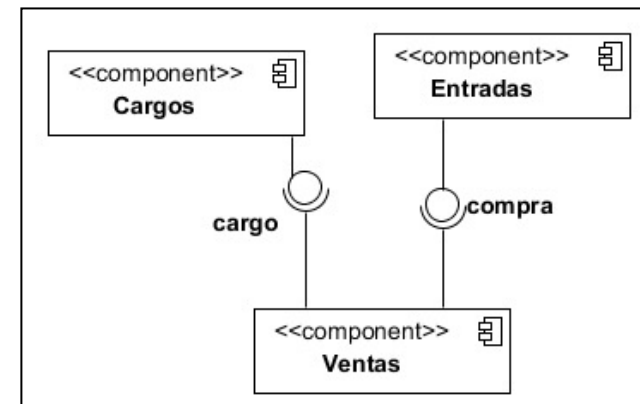 <<component>>
Cargos
<<component>>
Entradas
cargo
compra
<<component>>
Ventas